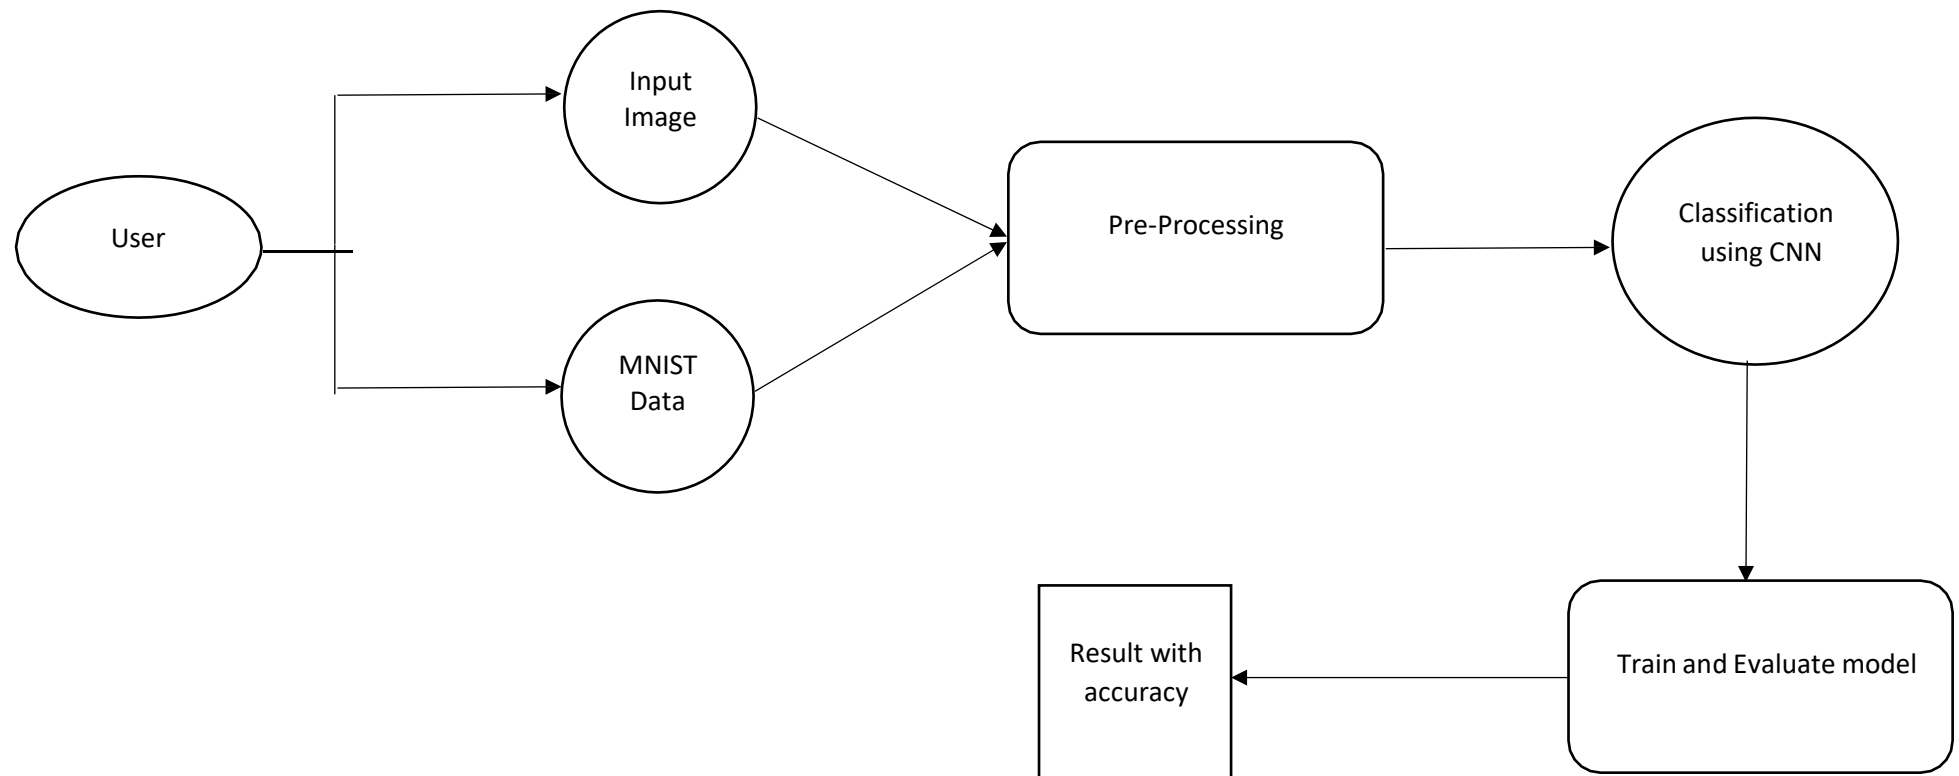 Input
Image
User
MNIST
Data
Pre-Processing
Classification
using CNN
Train and Evaluate model
Result with
accuracy